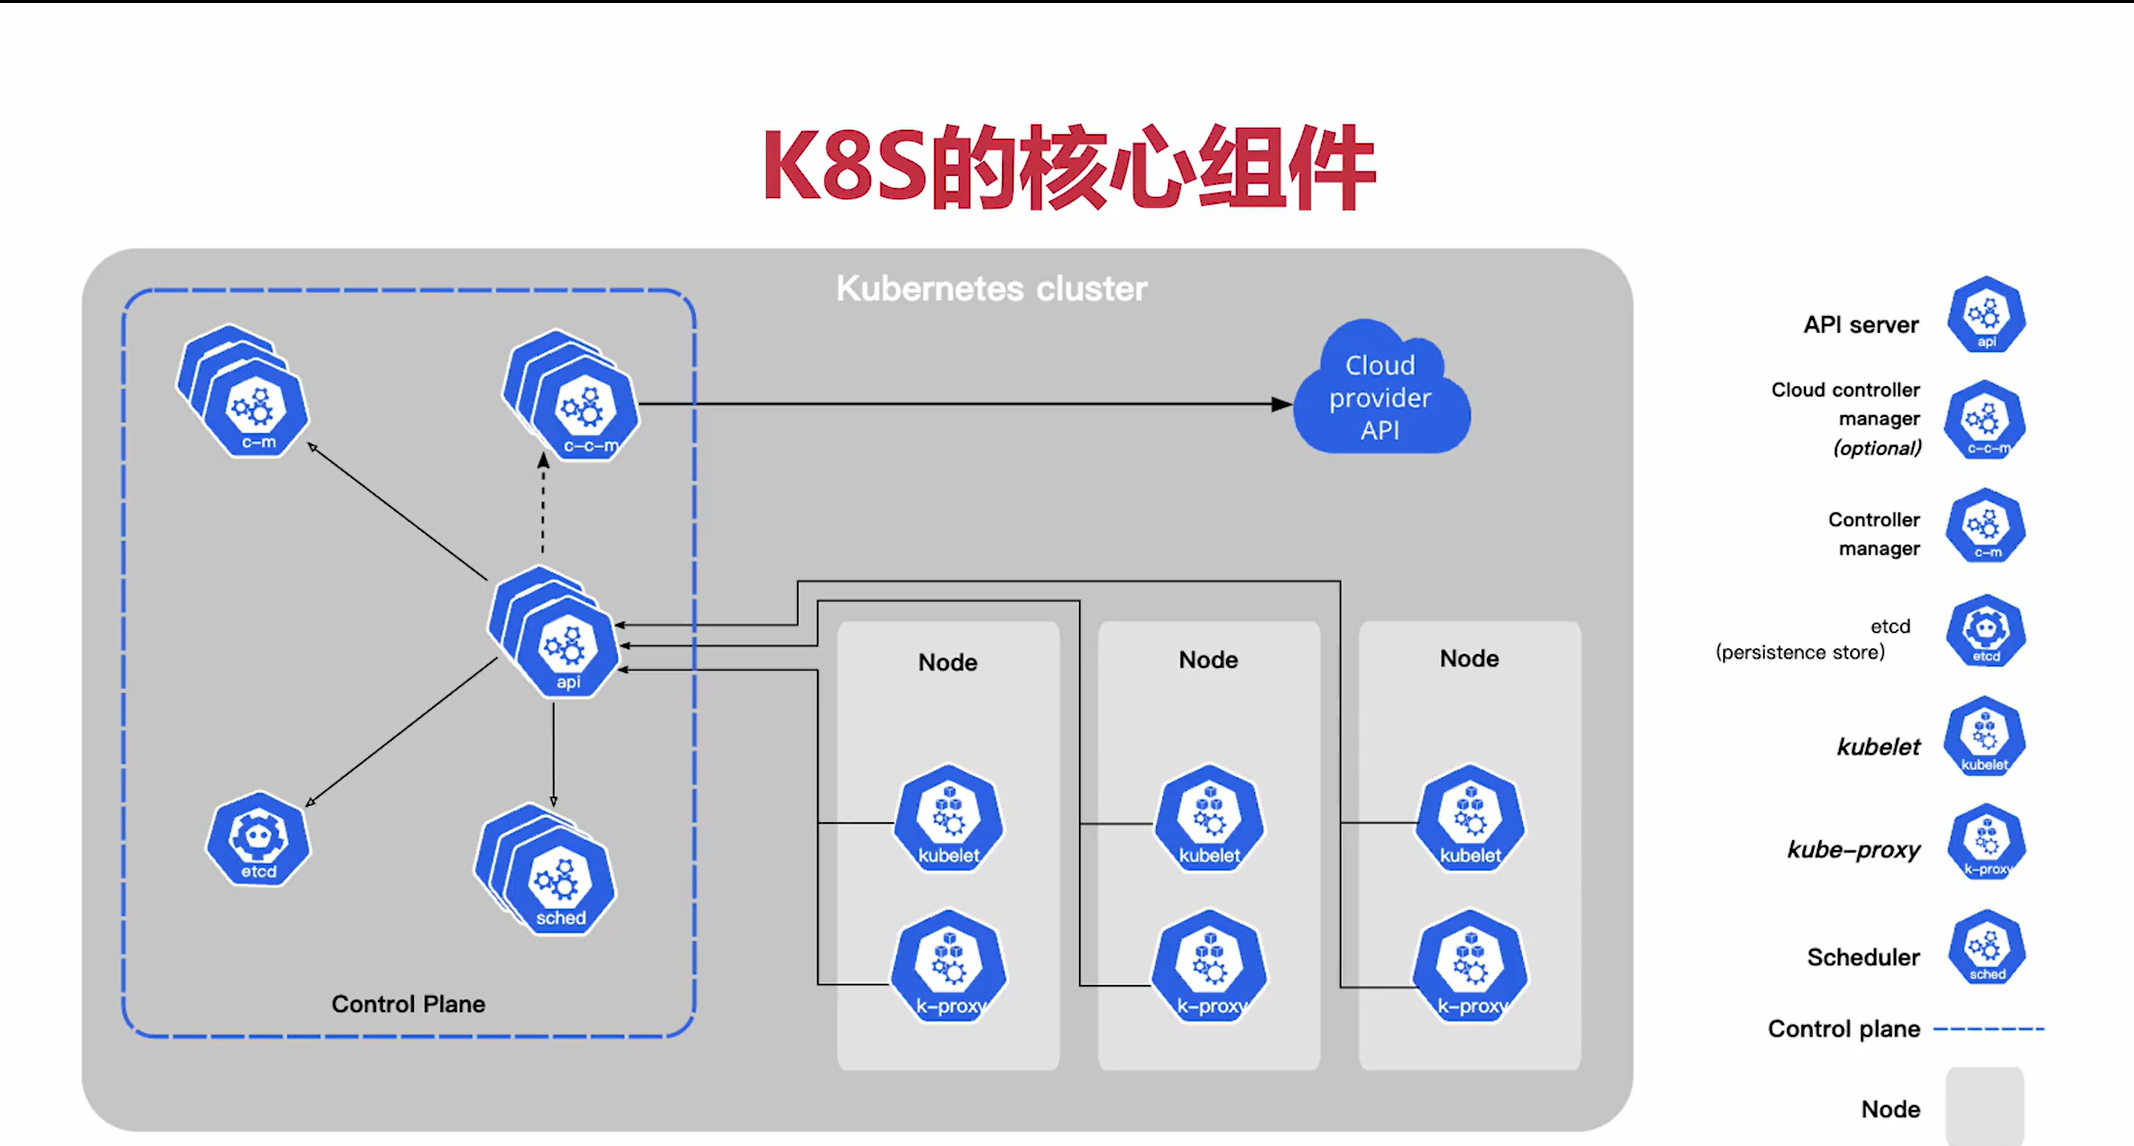 K8S的核心组件
Kubernetes cluster
c-m
c-c-m
Cloud
provider
API
api
etcd
sched
Control Plane
Node
kubelet
k-proxy
Node
kubelet
k-proxy
Node
kubelet
k-proxy
API server
api
Cloud controller
manager
(optional)
c-c-m
Controller
manager
c-m
etcd
(persistence store)
etcd
kubelet
kubelet
kube-proxy
k-proxy
Scheduler
sched
Control plane
Node